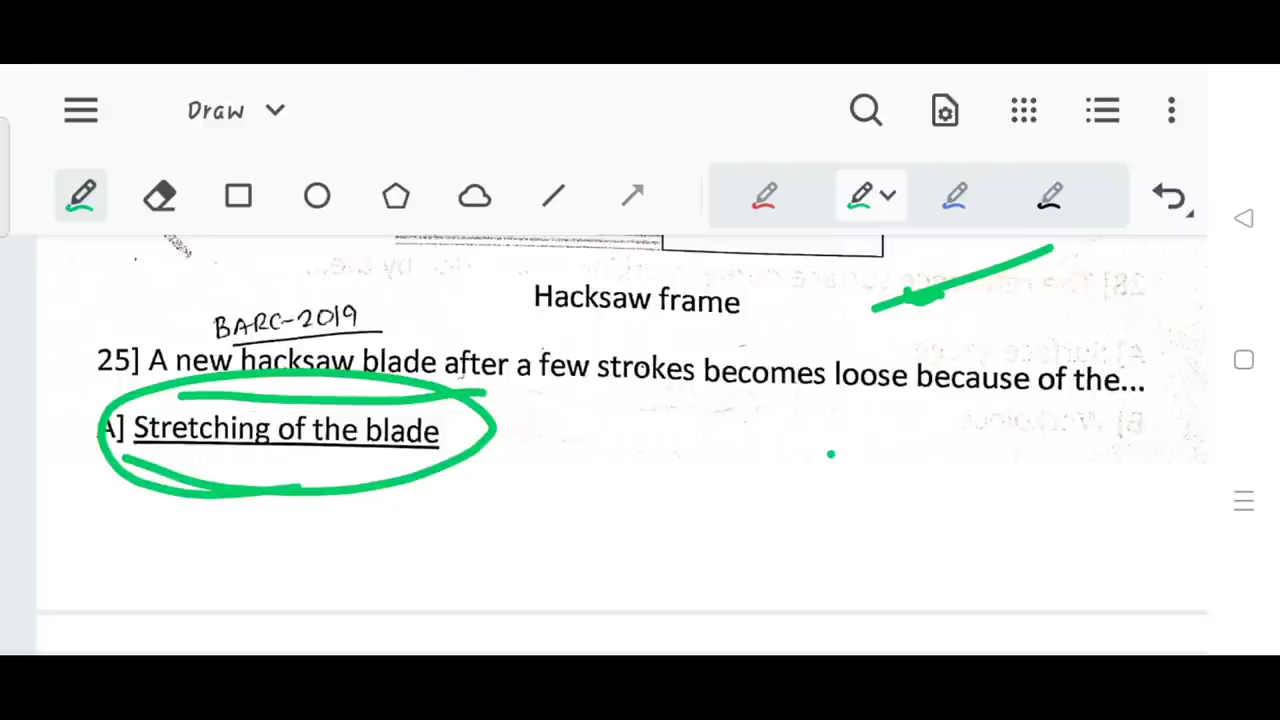 Draw
Hacksaw frame
BARC-2019
25] A new hacksaw blade after a few strokes becomes loose because of the...
A] Stretching of the blade